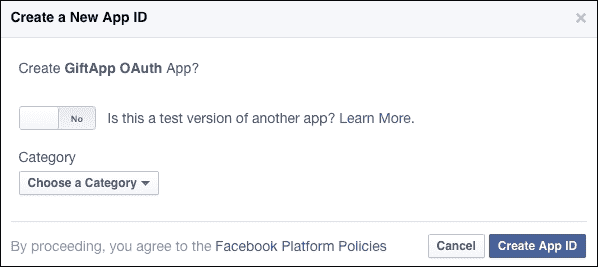 Create a New App ID
Create GiftApp OAuth App?
No
Is this a test version of another app? Learn More.
Category
Choose a Category
By proceeding, you agree to the Facebook Platform Policies
Cancel
Create App ID